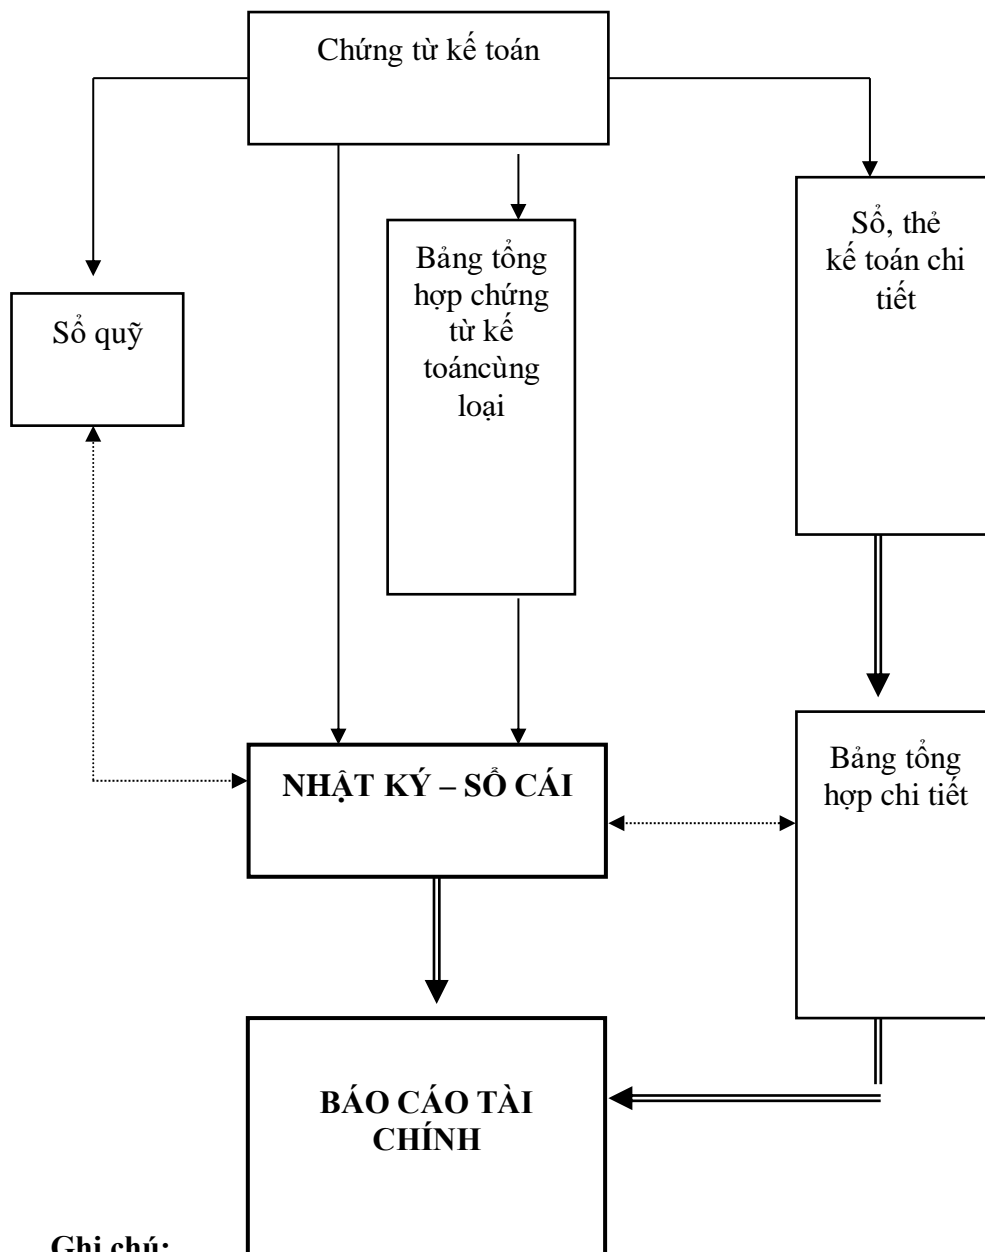 Chứng từ kế toán
Sổ, thẻ
kế toán chi
tiết
Bảng tổng
hợp chứng
từ kế
toáncùng
loại
Sổ quỹ
NHẬT KÝ – SỔ CÁI
Bảng tổng
hợp chi tiết
BÁO CÁO TÀI
CHÍNH
Ghi chú: